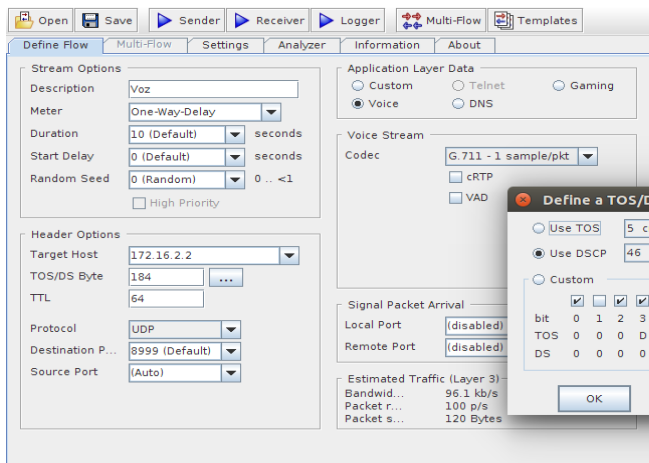 Open Save Sender Receiver Logger Multi-Flow Templates
Define Flow Multi-Flow Settings Analyzer Information About
Stream Options
Description Voz
Meter One-Way-Delay
Duration 10 (Default) seconds
Start Delay 0 (Default) seconds
Random Seed 0 (Random) 0 .. <1
High Priority
Header Options
Target Host 172.16.2.2
TOS/DS Byte 184 ...
TTL 64
Protocol UDP
Destination P... 8999 (Default)
Source Port (Auto)
Application Layer Data
Custom Telnet Gaming
Voice DNS
Voice Stream
Codec G.711 - 1 sample/pkt
cRTP
VAD
Signal Packet Arrival
Local Port (disabled)
Remote Port (disabled)
Estimated Traffic (Layer 3)
Bandwid... 96.1 kb/s
Packet r... 100 p/s
Packet s... 120 Bytes
Define a TOS/D
Use TOS 5 c
Use DSCP 46
Custom
bit 0 1 2 3
TOS 0 0 0 D
DS 0 0 0 0
OK